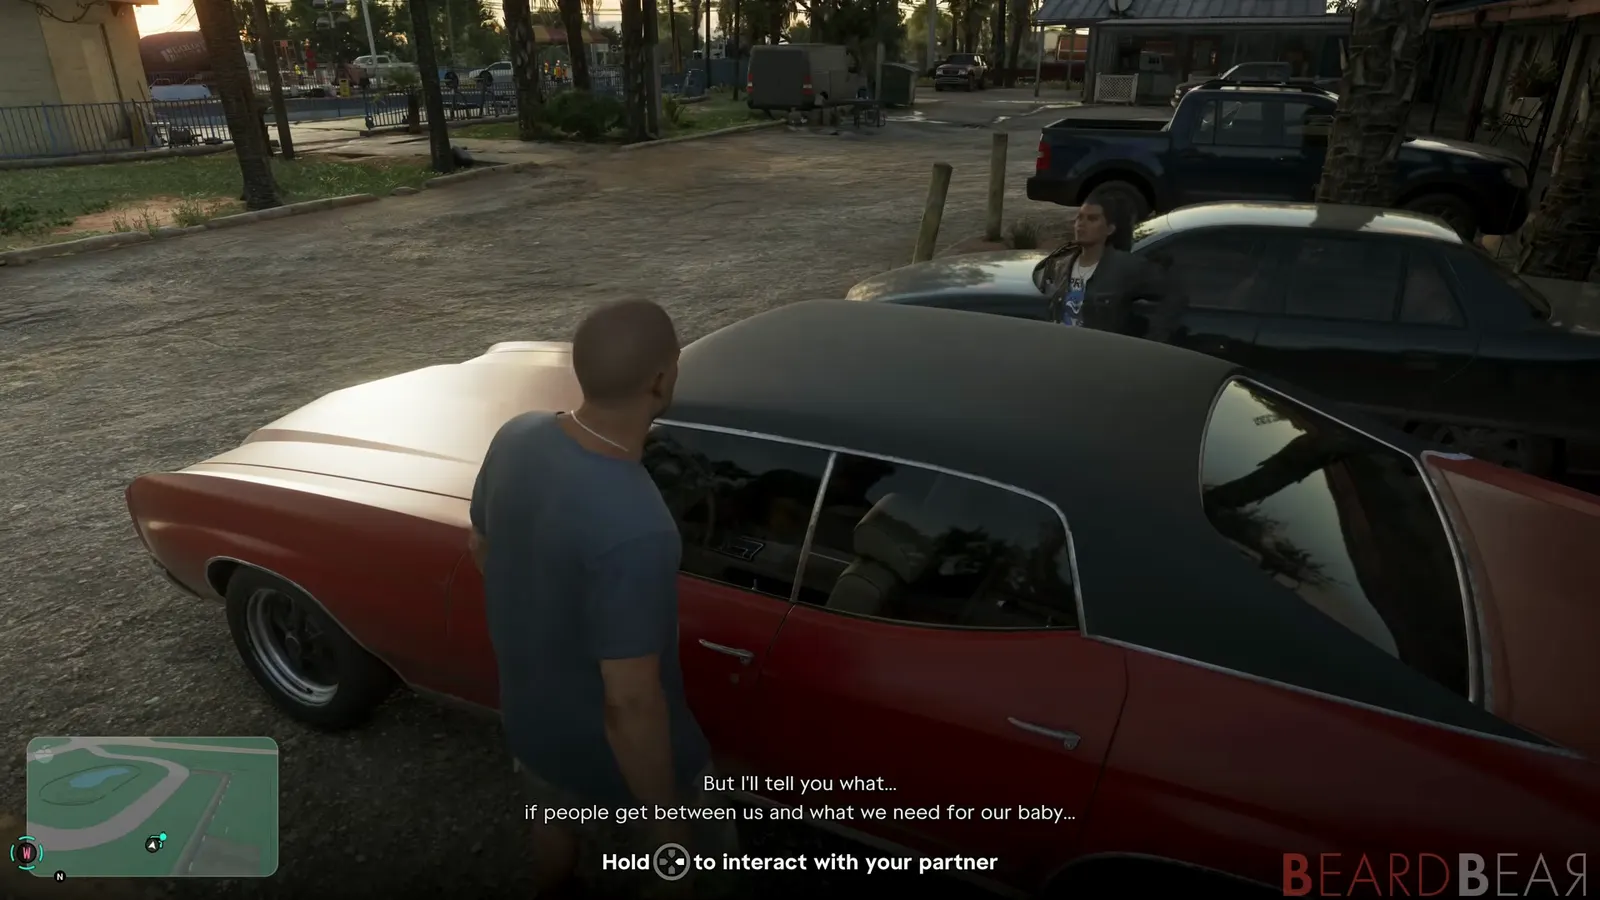 But I'll tell you what...
if people get between us and what we need for our baby...
Hold to interact with your partner
W
N
BEARDBEAR